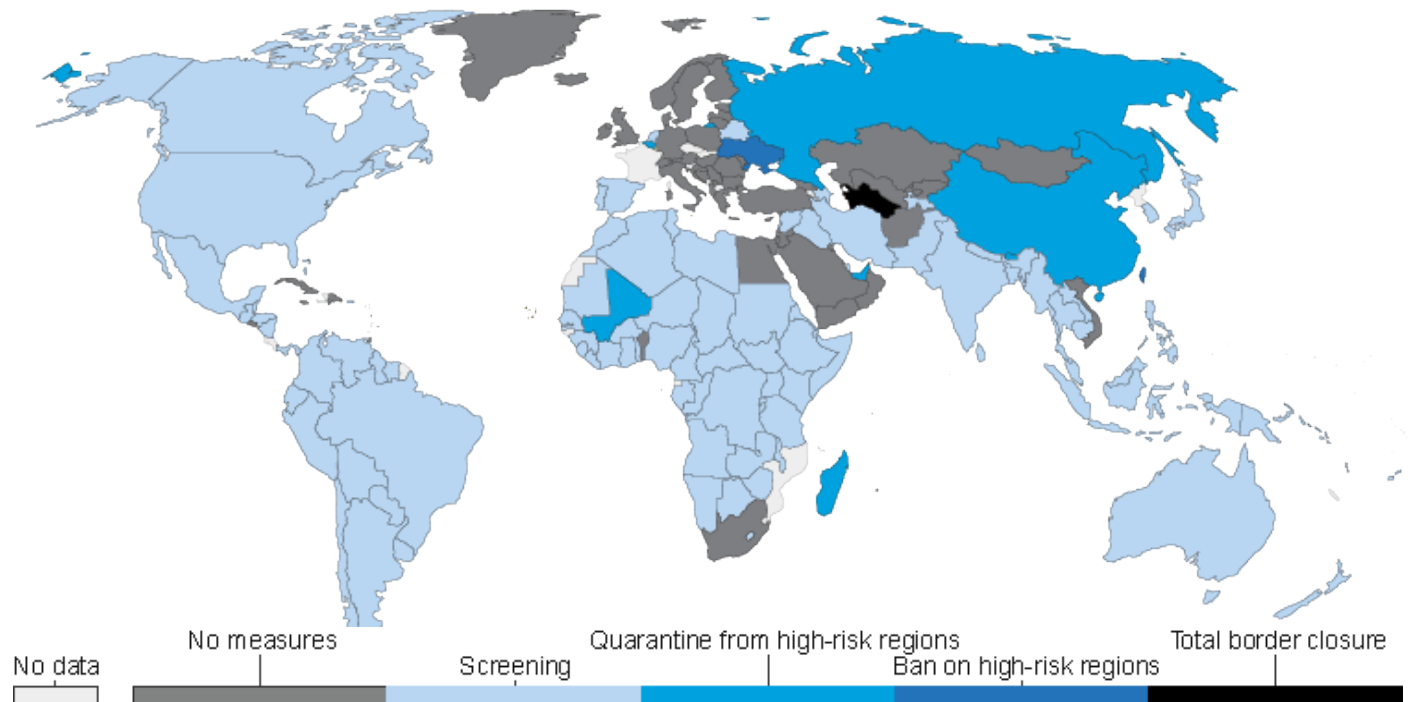 No measures
Quarantine from high-risk regions
Total border closure
No data
Screening
Ban on high-risk regions